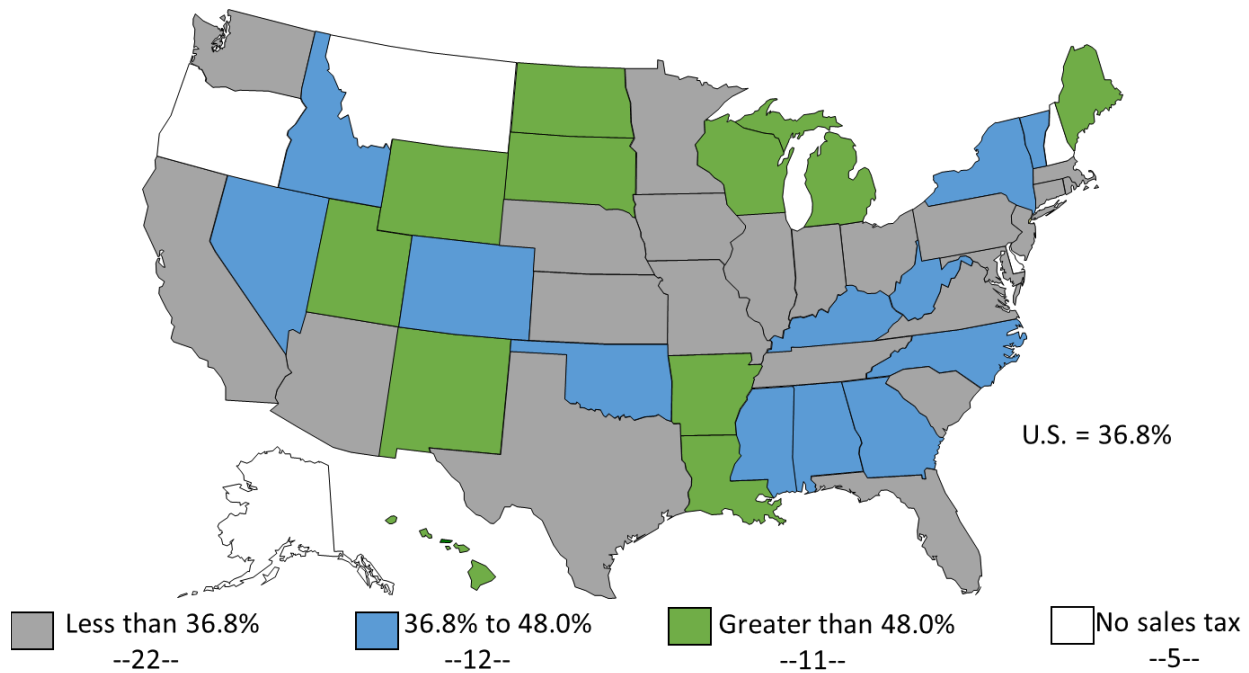 U.S. = 36.8%
Less than 36.8%
--22--
36.8% to 48.0%
--12--
Greater than 48.0%
--11--
No sales tax
--5--